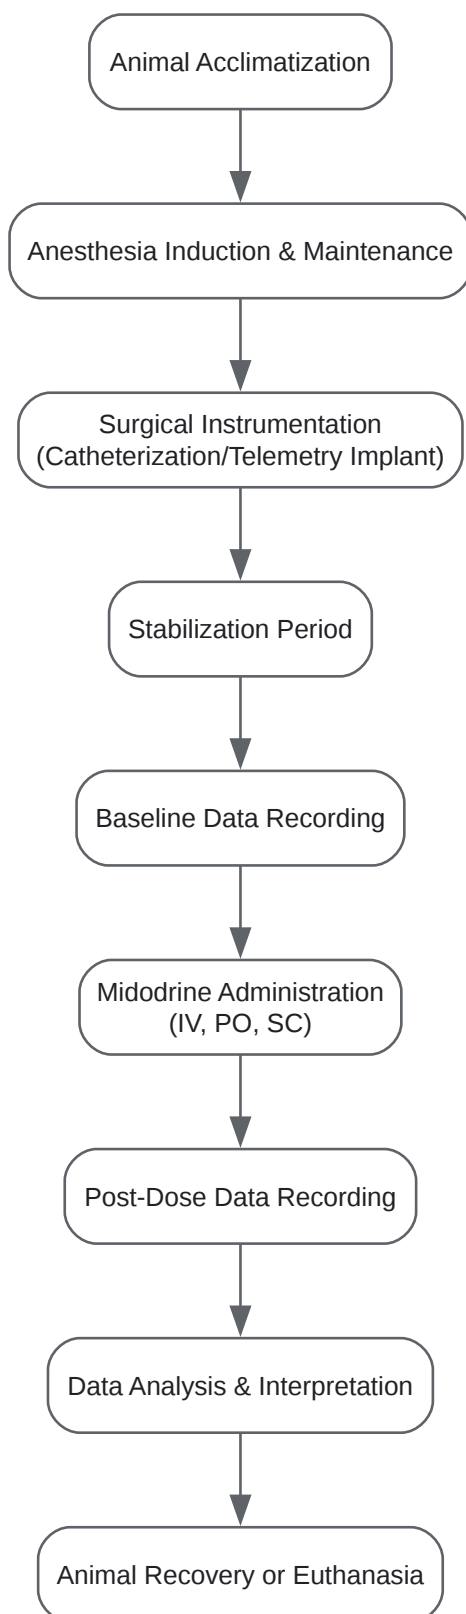 Animal Acclimatization
Anesthesia Induction & Maintenance
Surgical Instrumentation
(Catheterization/Telemetry Implant)
Stabilization Period
Baseline Data Recording
Midodrine Administration
(IV, PO, SC)
Post-Dose Data Recording
Data Analysis & Interpretation
Animal Recovery or Euthanasia